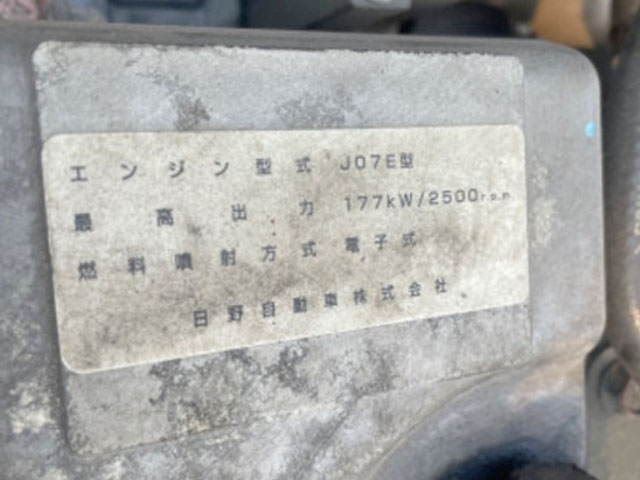 エンジン型式 J07E型
最高出力 177kW/2500r.p.m
燃料噴射方式 電子式
日野自動車株式会社